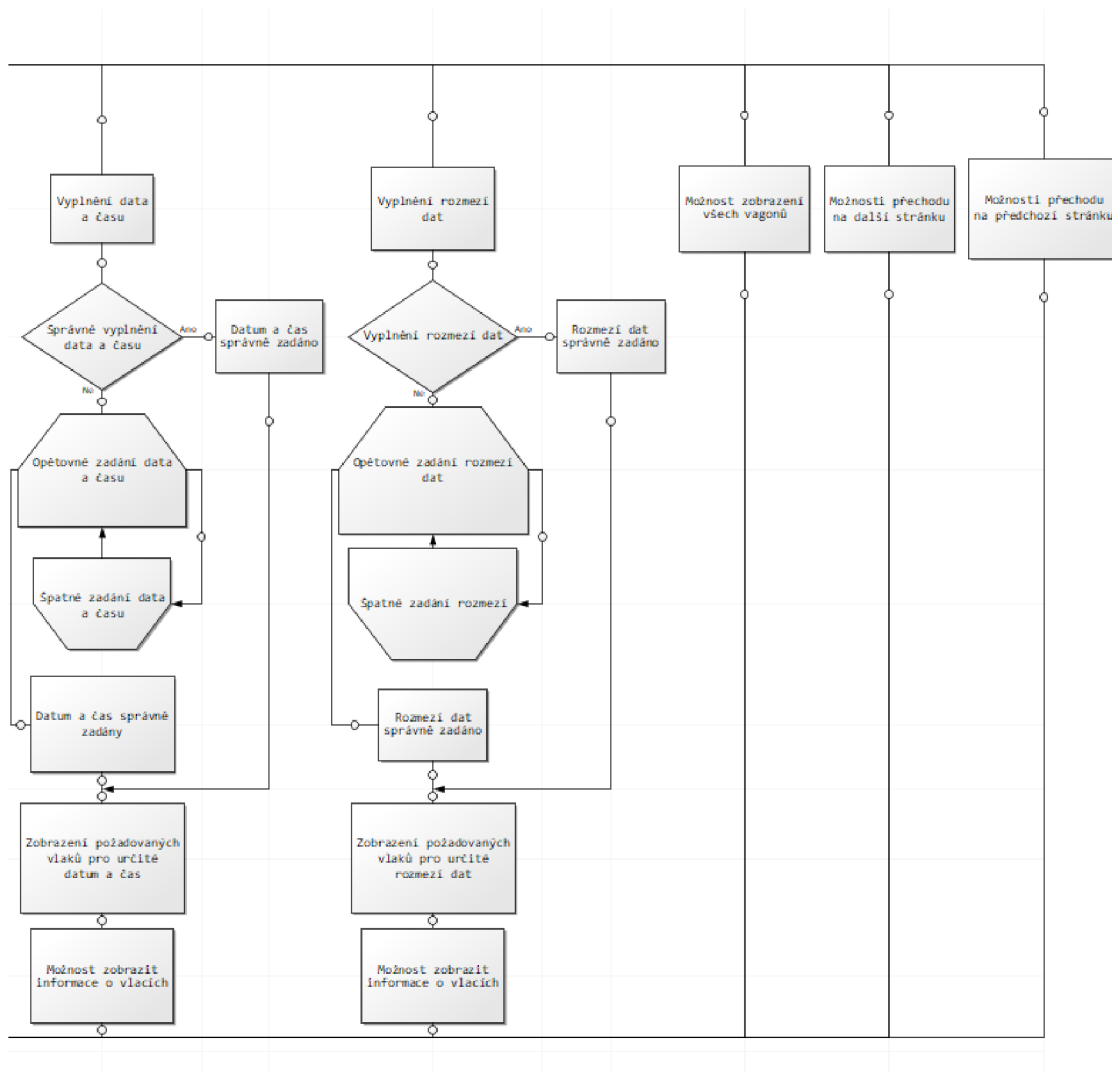 Vyplnění data
a času
Vyplnění rozmezí
dat
Možnost zobrazení
všech vagonů
Možnosti přechodu
na další stránku
Možnosti přechodu
na předchozí stránku
Správné vyplnění
data a času
Ano
Datum a čas
správně zadáno
Vyplnění rozmezí dat
Ano
Rozmezí dat
správně zadáno
Ne
Ne
Opětovné zadání data
a času
Opětovné zadání rozmezí
dat
Špatné zadání data
a času
Špatné zadání rozmezí
Datum a čas správně
zadány
Rozmezí dat
správně zadáno
Zobrazení požadovaných
vlaků pro určité
datum a čas
Zobrazení požadovaných
vlaků pro určité
rozmezí dat
Možnost zobrazit
informace o vlacích
Možnost zobrazit
informace o vlacích